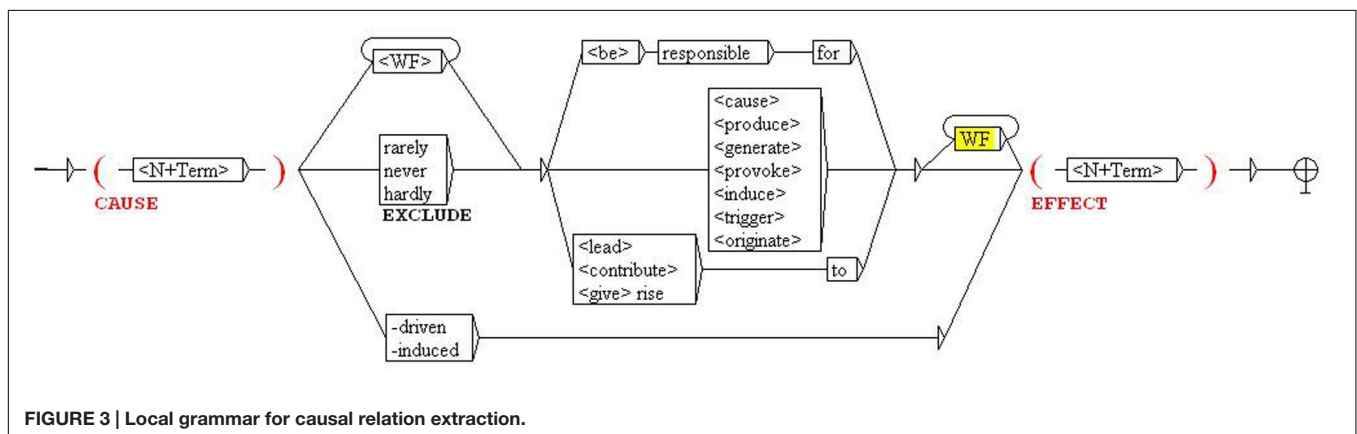 <WF>
<be> responsible for
<cause>
<produce>
<generate>
<provoke>
<induce>
<trigger>
<originate>
WF
rarely
never
hardly
EXCLUDE
( <N+Term> )
CAUSE
( <N+Term> )
EFFECT
<lead>
<contribute>
<give> rise
to
-driven
-induced
FIGURE 3 | Local grammar for causal relation extraction.